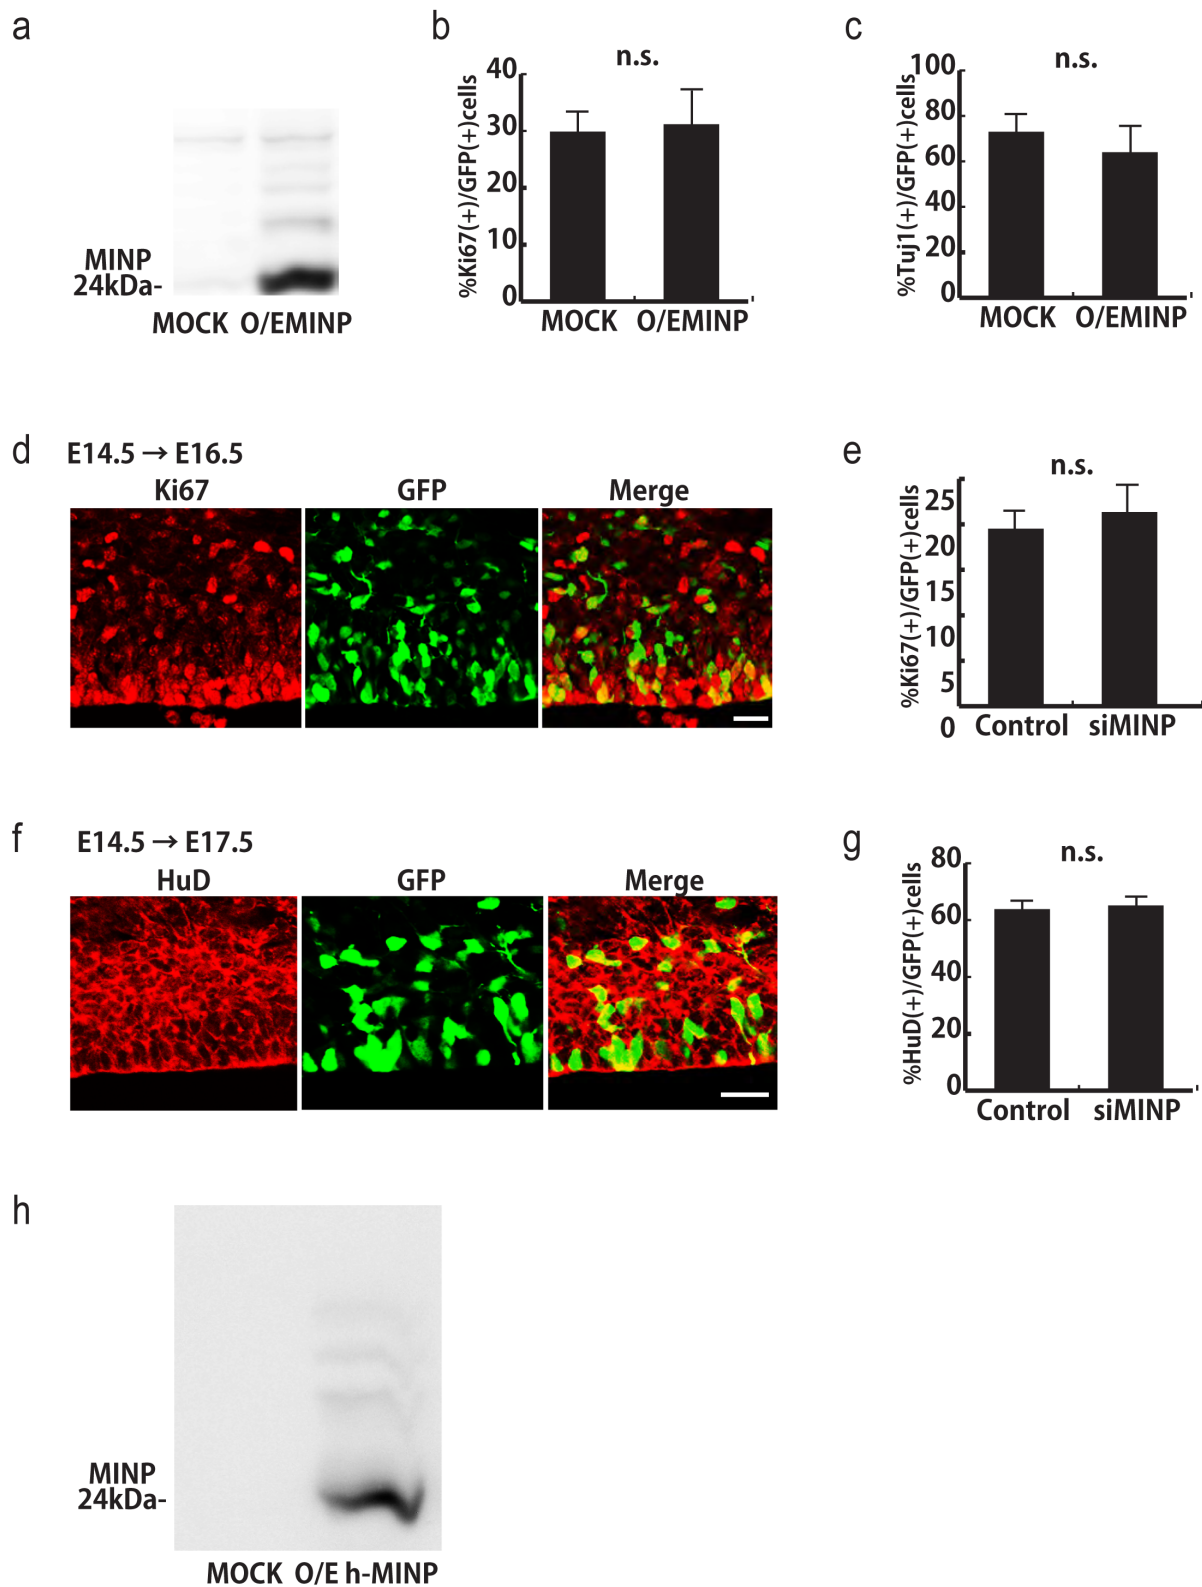 a
MINP
24kDa-
MOCK O/EMINP
b
n.s.
%Ki67(+)/GFP(+)cells
40
30
20
10
0
MOCK O/EMINP
c
n.s.
%Tuj1(+)/GFP(+)cells
100
80
60
40
20
0
MOCK O/EMINP
d
E14.5 → E16.5
Ki67 GFP Merge
e
n.s.
%Ki67(+)/GFP(+)cells
25
20
15
10
5
0
Control siMINP
f
E14.5 → E17.5
HuD GFP Merge
g
n.s.
%HuD(+)/GFP(+)cells
80
60
40
20
0
Control siMINP
h
MINP
24kDa-
MOCK O/E h-MINP